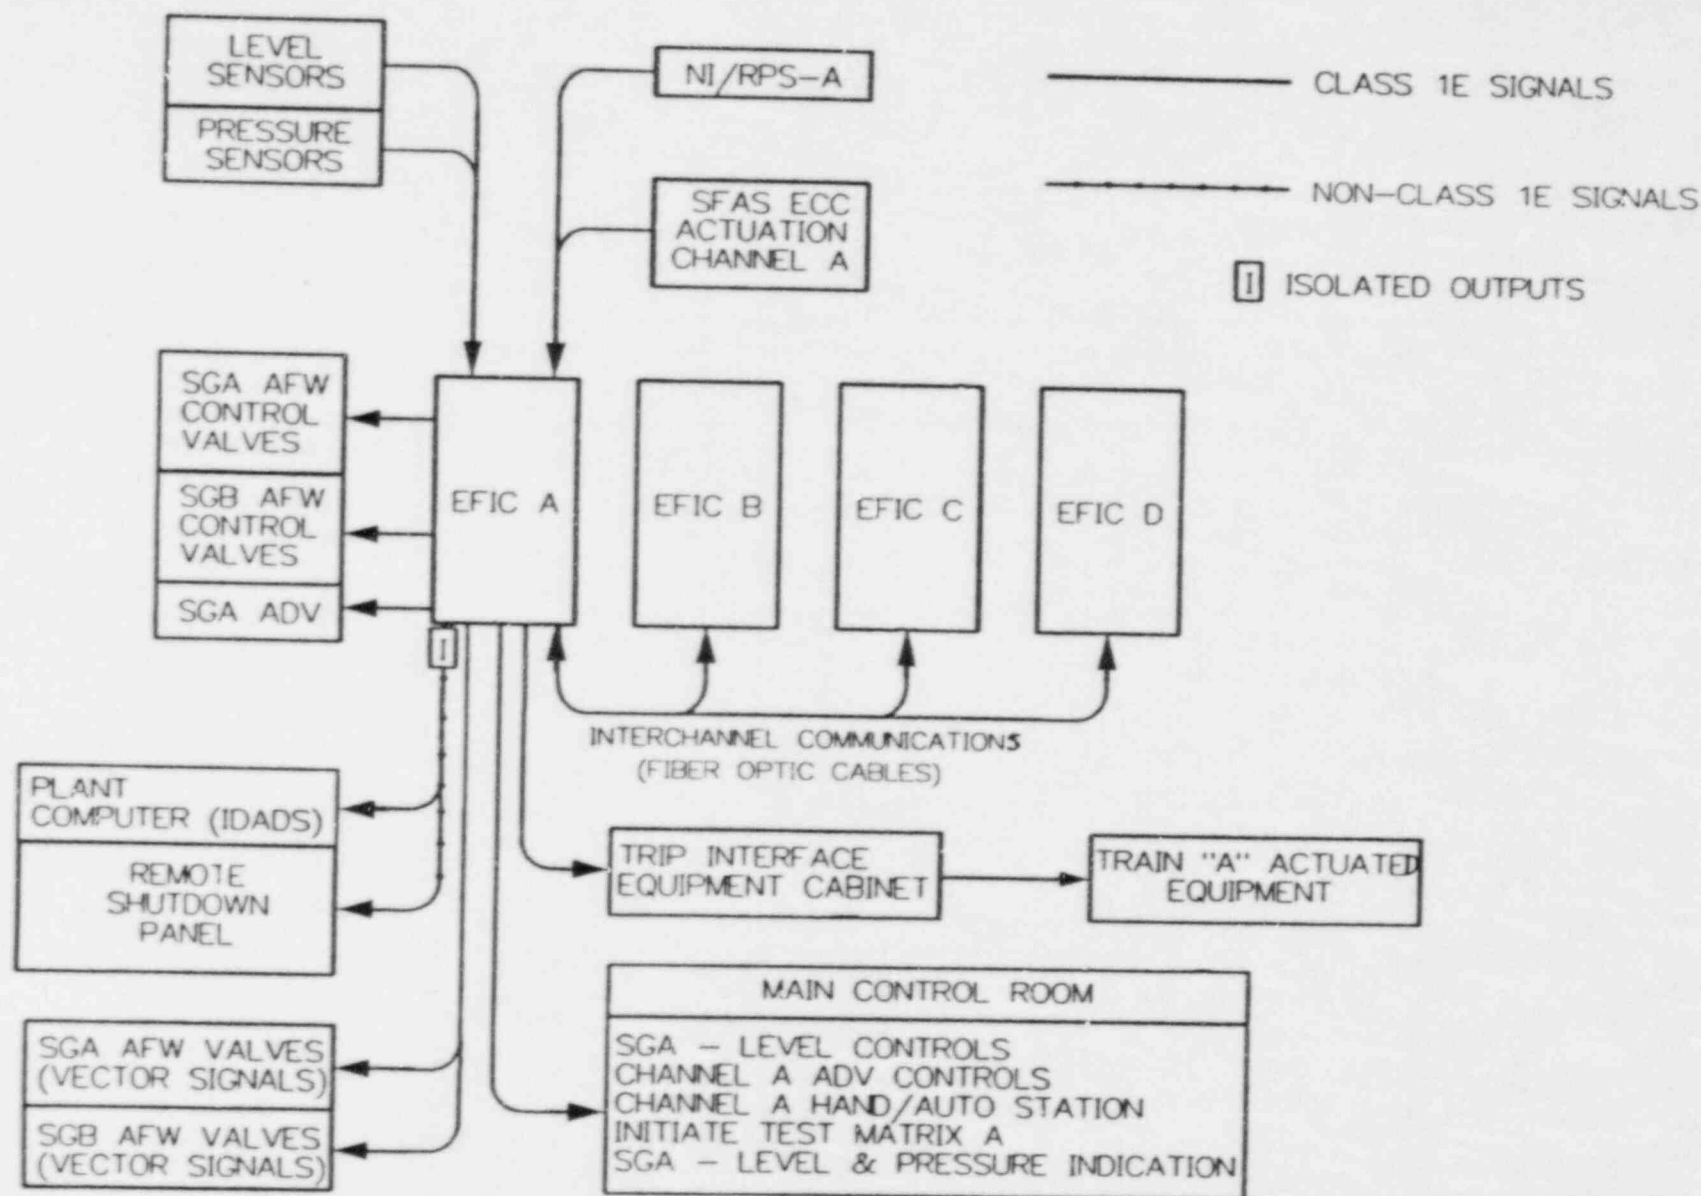 LEVEL
SENSORS
PRESSURE
SENSORS
NI/RPS-A
SFAS ECC
ACTUATION
CHANNEL A
CLASS 1E SIGNALS
NON-CLASS 1E SIGNALS
I
ISOLATED OUTPUTS
SGA AFW
CONTROL
VALVES
SGB AFW
CONTROL
VALVES
SGA ADV
EFIC A
EFIC B
EFIC C
EFIC D
I
INTERCHANNEL COMMUNICATIONS
(FIBER OPTIC CABLES)
PLANT
COMPUTER (IDADS)
REMOTE
SHUTDOWN
PANEL
TRIP INTERFACE
EQUIPMENT CABINET
TRAIN "A" ACTUATED
EQUIPMENT
SGA AFW VALVES
(VECTOR SIGNALS)
SGB AFW VALVES
(VECTOR SIGNALS)
MAIN CONTROL ROOM
SGA - LEVEL CONTROLS
CHANNEL A ADV CONTROLS
CHANNEL A HAND/AUTO STATION
INITIATE TEST MATRIX A
SGA - LEVEL & PRESSURE INDICATION